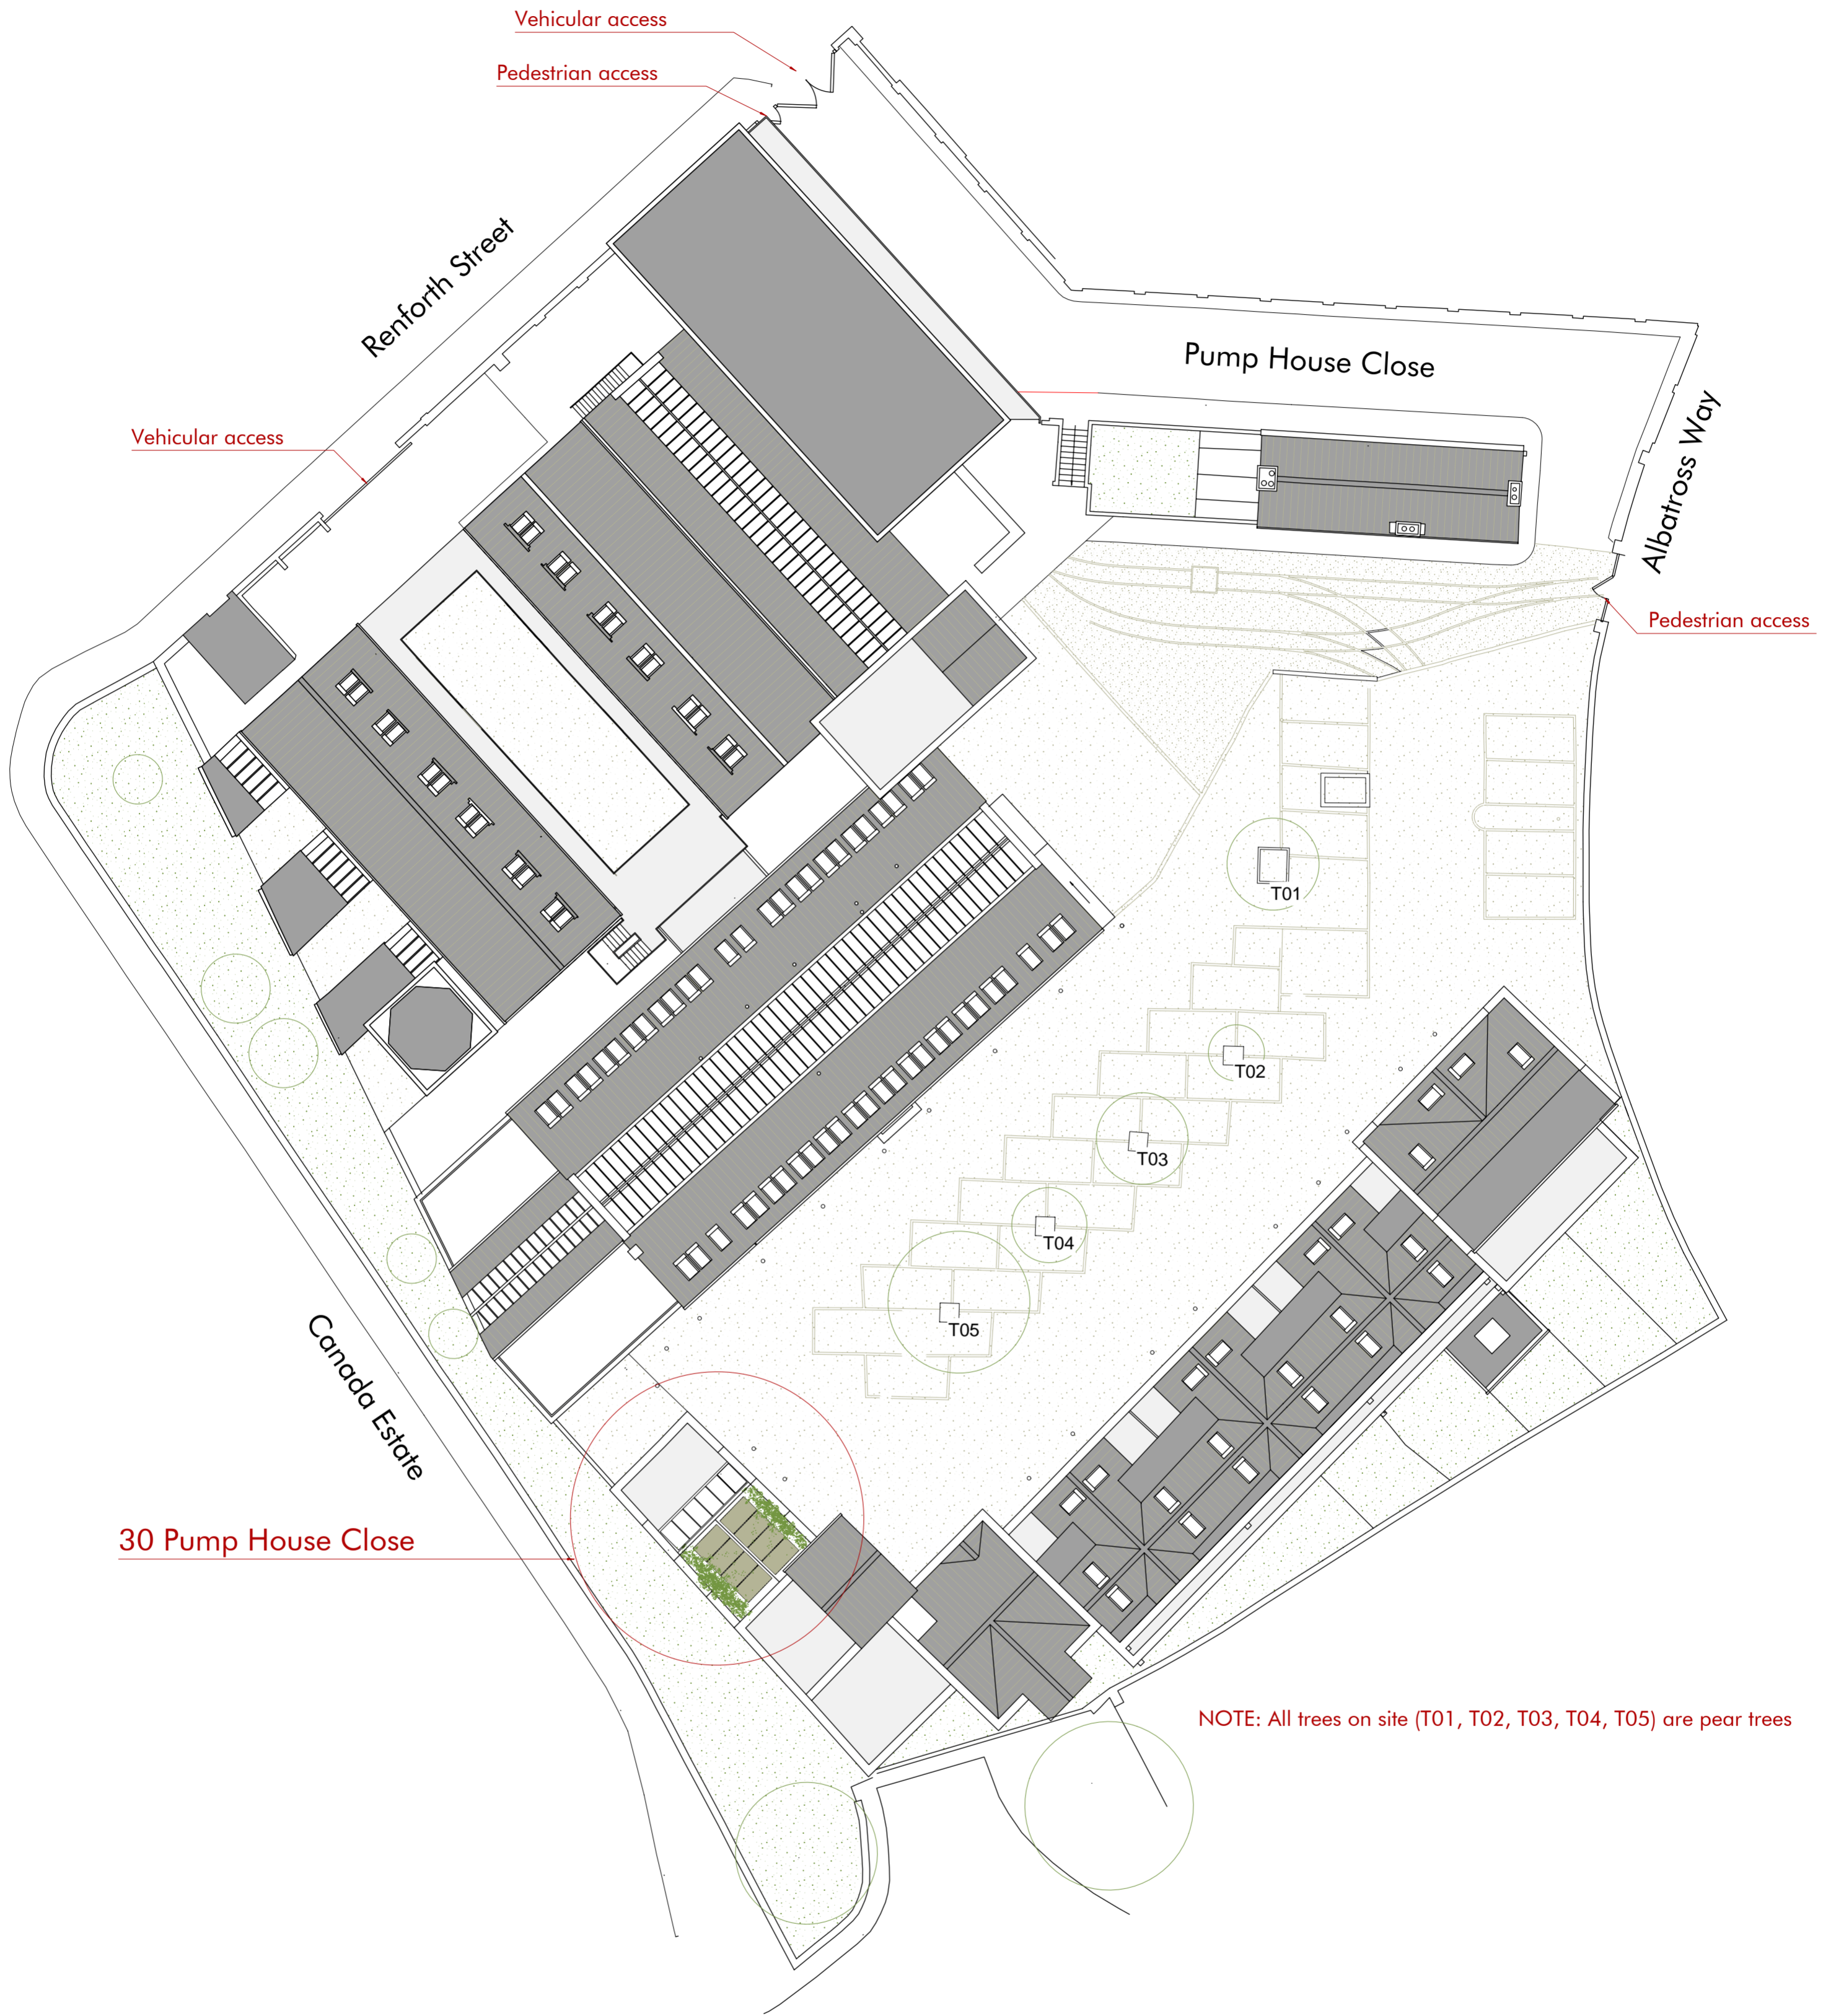 Vehicular access
Pedestrian access
Renforth Street
Pump House Close
Albatross Way
Vehicular access
Pedestrian access
T01
T02
T03
T04
T05
Canada Estate
30 Pump House Close
NOTE: All trees on site (T01, T02, T03, T04, T05) are pear trees